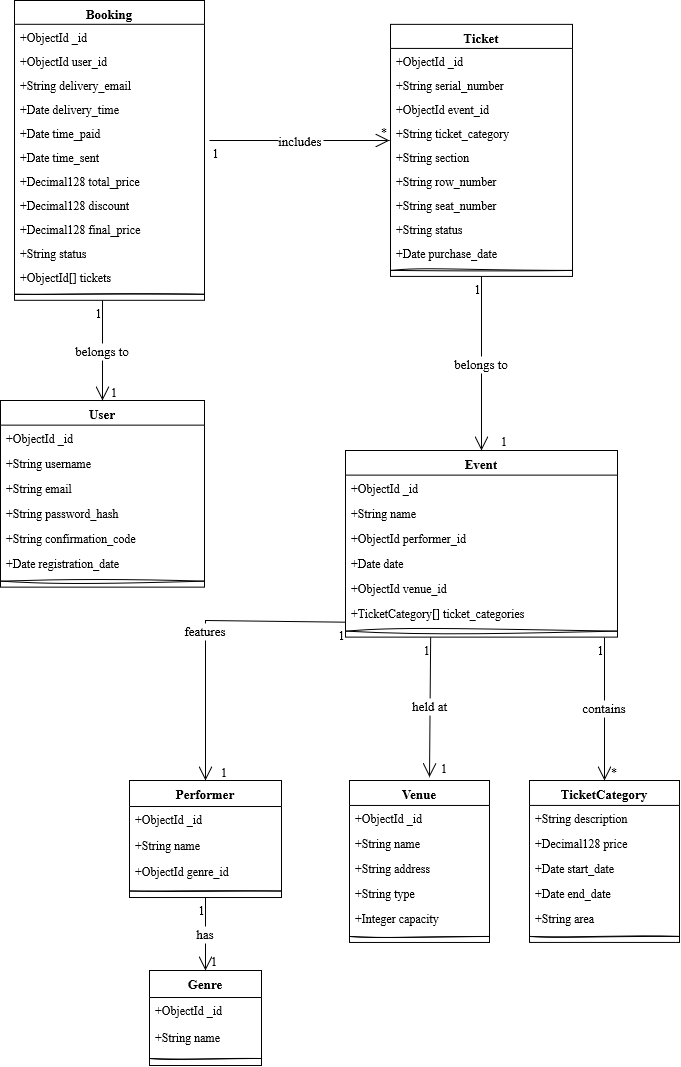 Booking
+ObjectId _id
+ObjectId user_id
+String delivery_email
+Date delivery_time
+Date time_paid
+Date time_sent
+Decimal128 total_price
+Decimal128 discount
+Decimal128 final_price
+String status
+ObjectId[] tickets
1
includes
*
Ticket
+ObjectId _id
+String serial_number
+ObjectId event_id
+String ticket_category
+String section
+String row_number
+String seat_number
+String status
+Date purchase_date
1
belongs to
1
User
+ObjectId _id
+String username
+String email
+String password_hash
+String confirmation_code
+Date registration_date
1
belongs to
1
Event
+ObjectId _id
+String name
+ObjectId performer_id
+Date date
+ObjectId venue_id
+TicketCategory[] ticket_categories
1
features
1
1
held at
1
1
contains
*
Performer
+ObjectId _id
+String name
+ObjectId genre_id
1
has
1
Genre
+ObjectId _id
+String name
Venue
+ObjectId _id
+String name
+String address
+String type
+Integer capacity
TicketCategory
+String description
+Decimal128 price
+Date start_date
+Date end_date
+String area